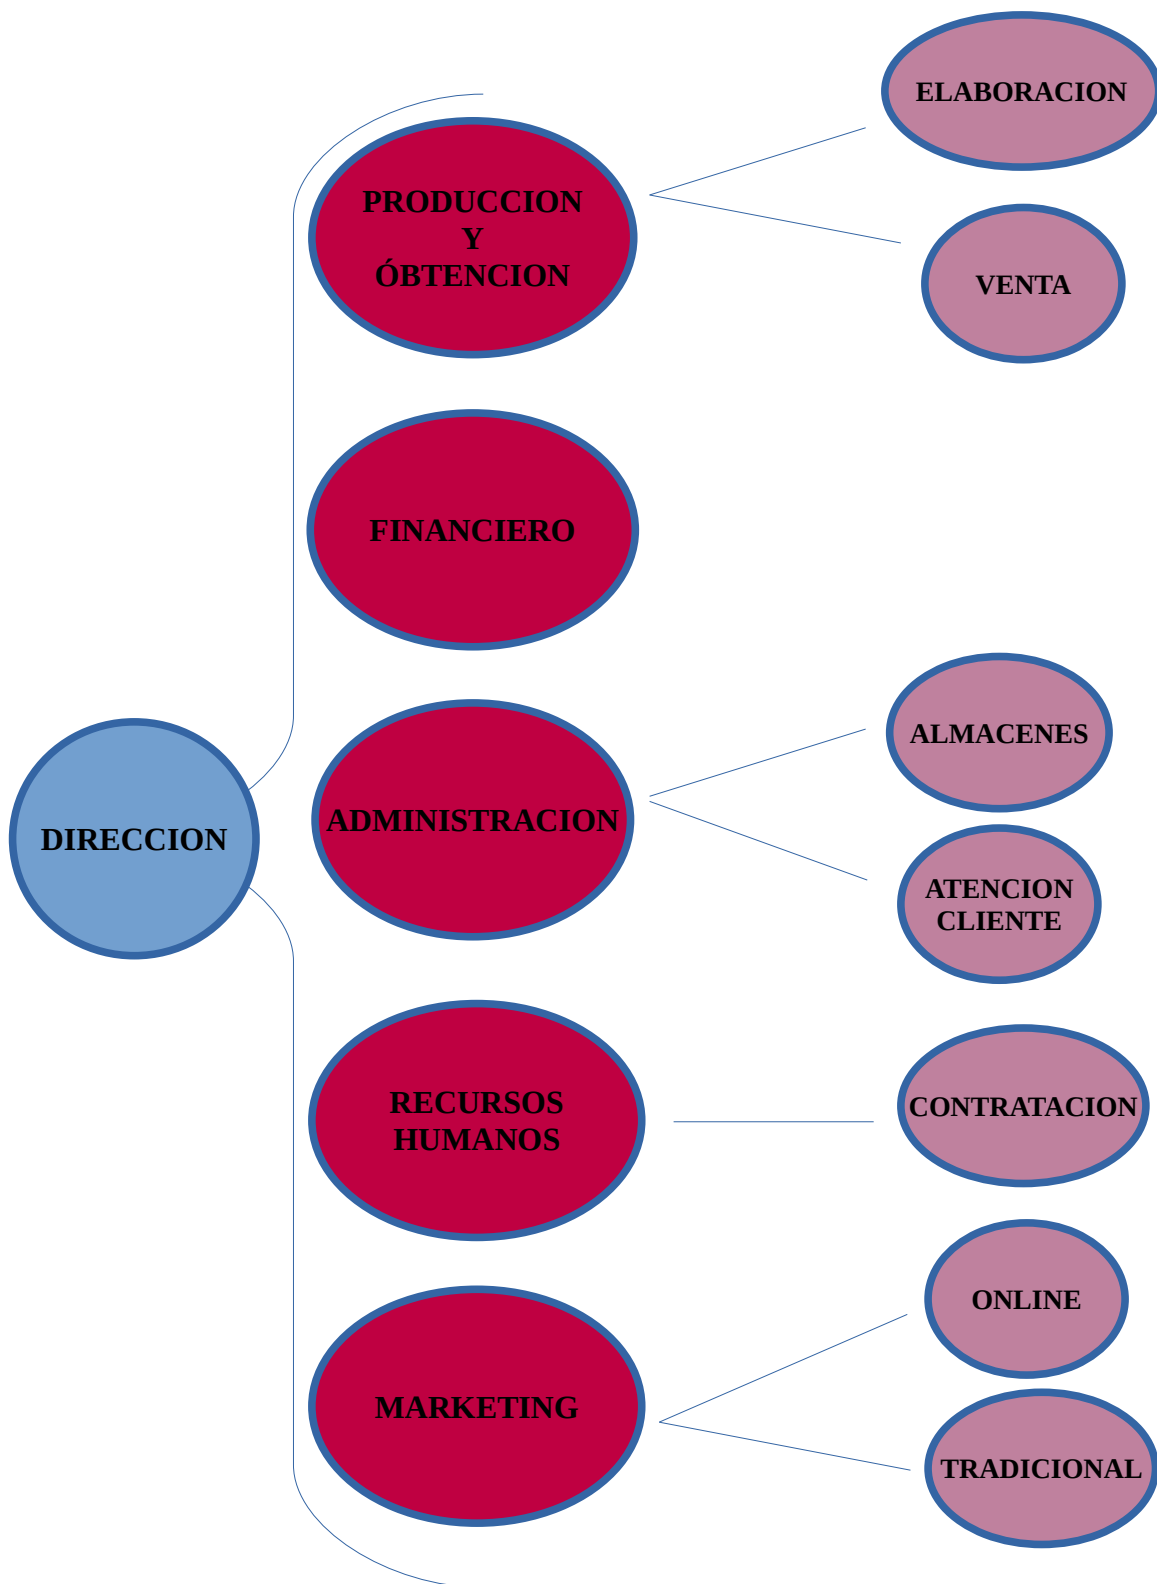 DIRECCION
PRODUCCION
Y
ÓBTENCION
ELABORACION
VENTA
FINANCIERO
ADMINISTRACION
ALMACENES
ATENCION
CLIENTE
RECURSOS
HUMANOS
CONTRATACION
MARKETING
ONLINE
TRADICIONAL